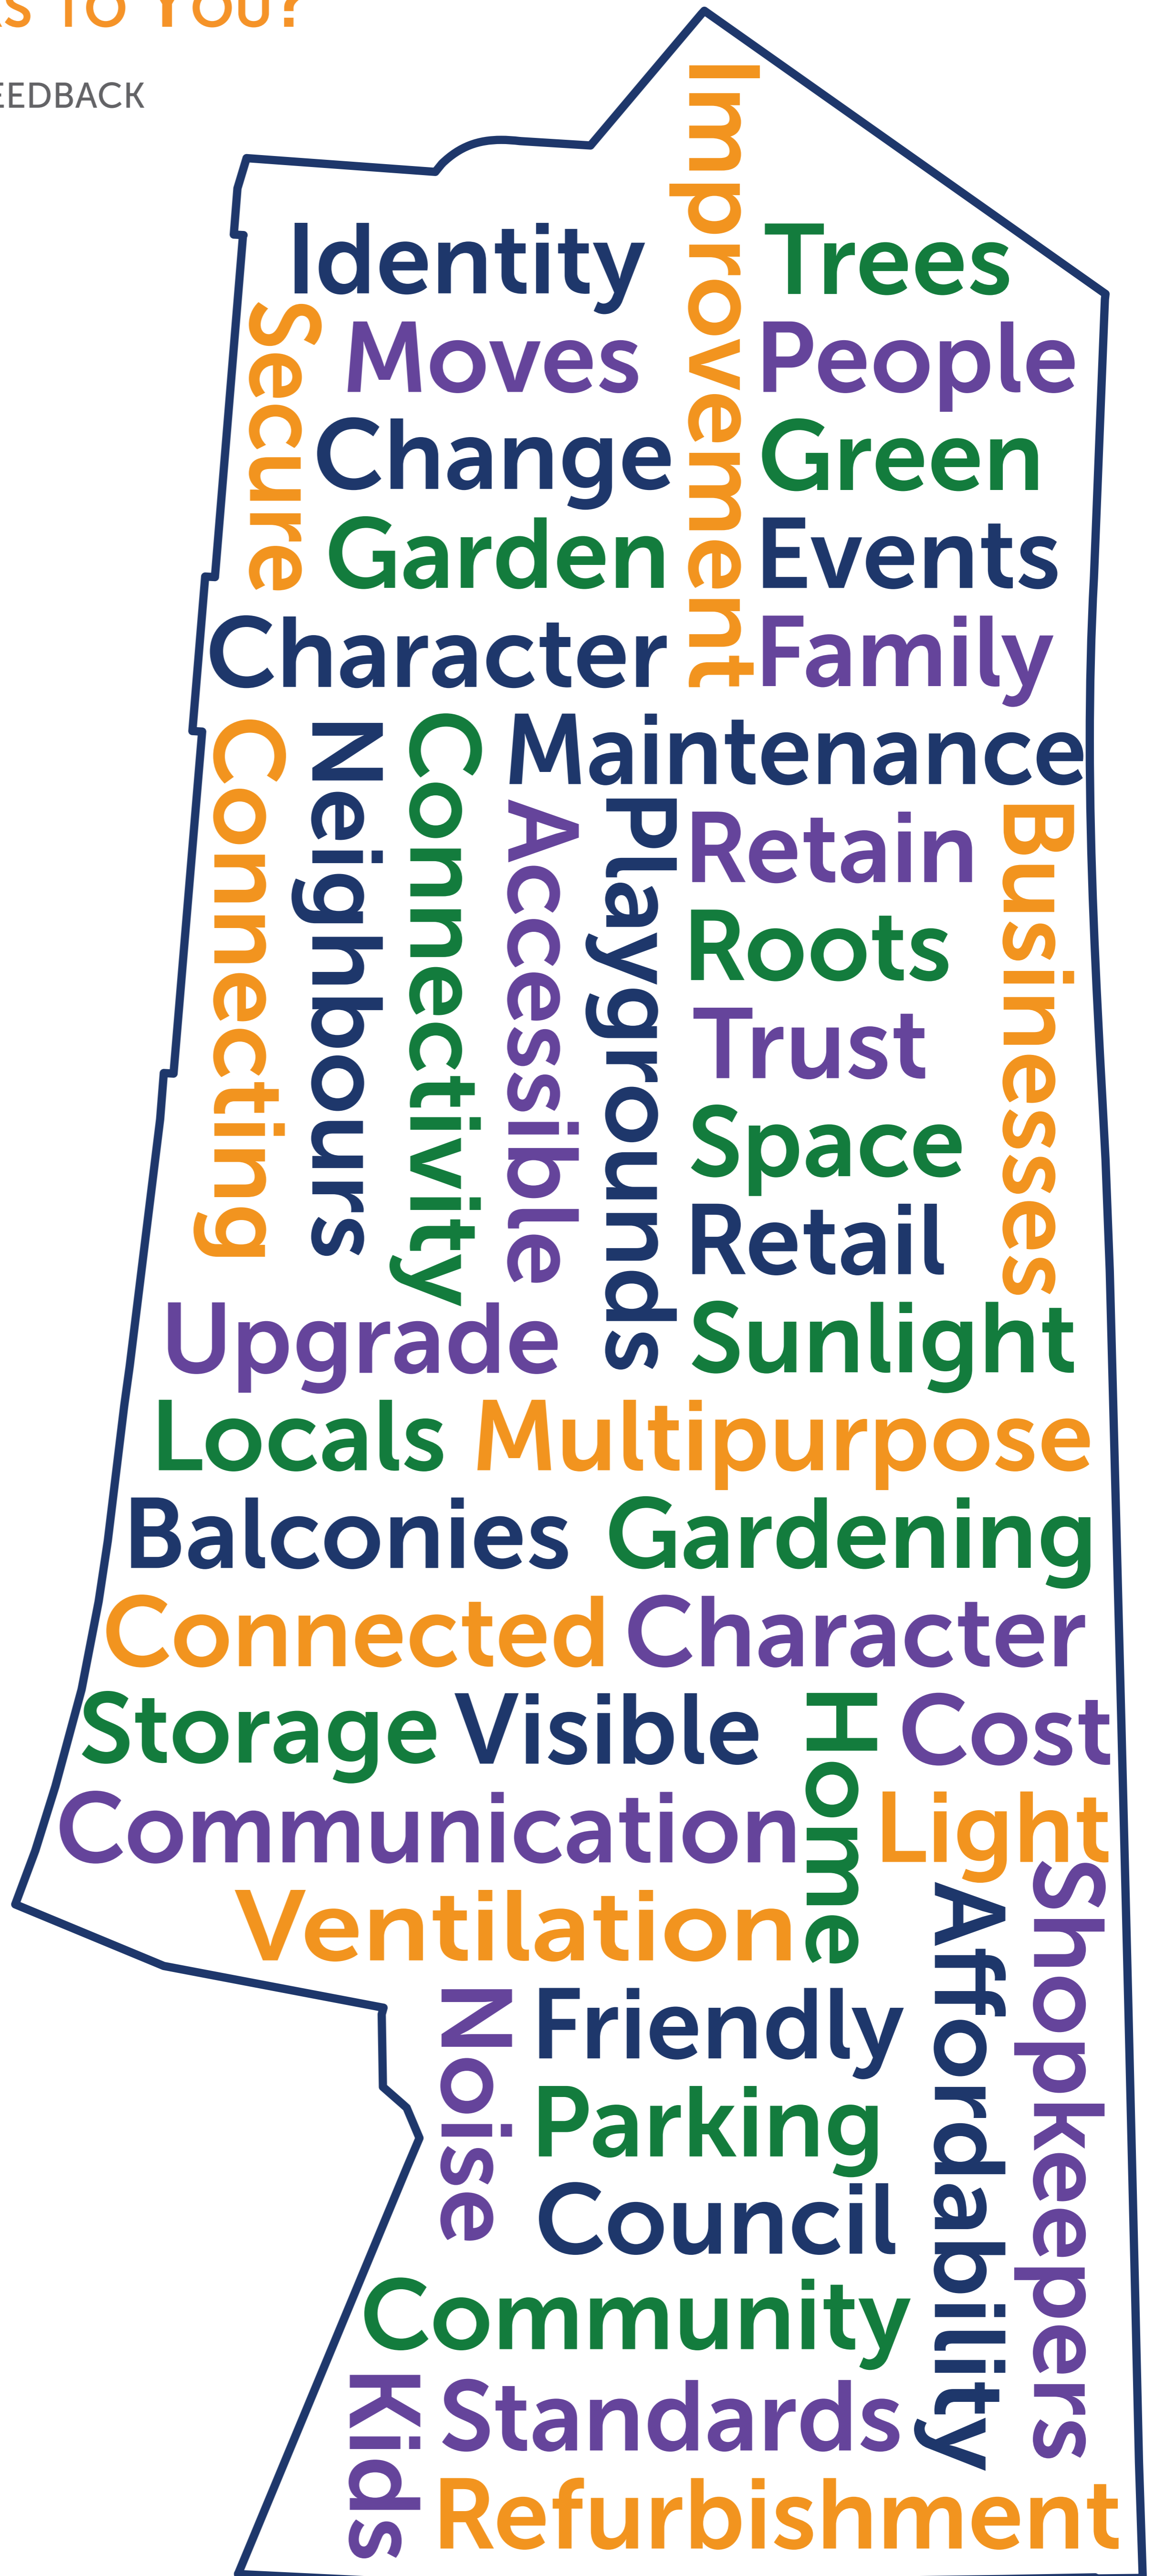 S TO YOU?
EEDBACK
Improvement
Identity
Trees
Secure
Moves
People
Change
Green
Garden
Events
Character
Family
Connecting
Neighbours
Connectivity
Maintenance
Accessible
Playgrounds
Retain
Businesses
Roots
Trust
Space
Retail
Upgrade
Sunlight
Locals
Multipurpose
Balconies
Gardening
Connected
Character
Storage
Visible
Home
Cost
Communication
Light
Ventilation
Affordability
Shopkeepers
Noise
Friendly
Parking
Council
Community
Kids
Standards
Refurbishment